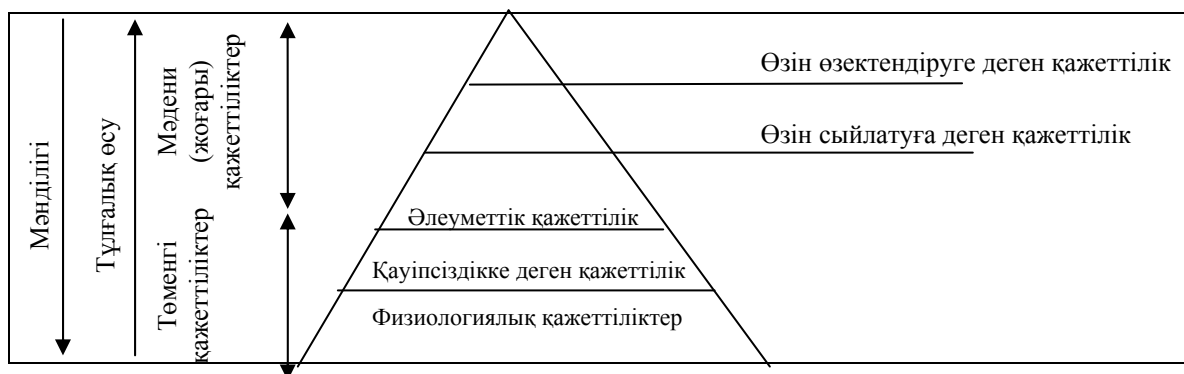 Мәнділігі
Тұлғалық өсу
Мәдени
(жоғары)
қажеттіліктер
Төменгі
қажеттіліктер
Өзін өзектендіруге деген қажеттілік
Өзін сыйлатуға деген қажеттілік
Әлеуметтік қажеттілік
Қауіпсіздікке деген қажеттілік
Физиологиялық қажеттіліктер